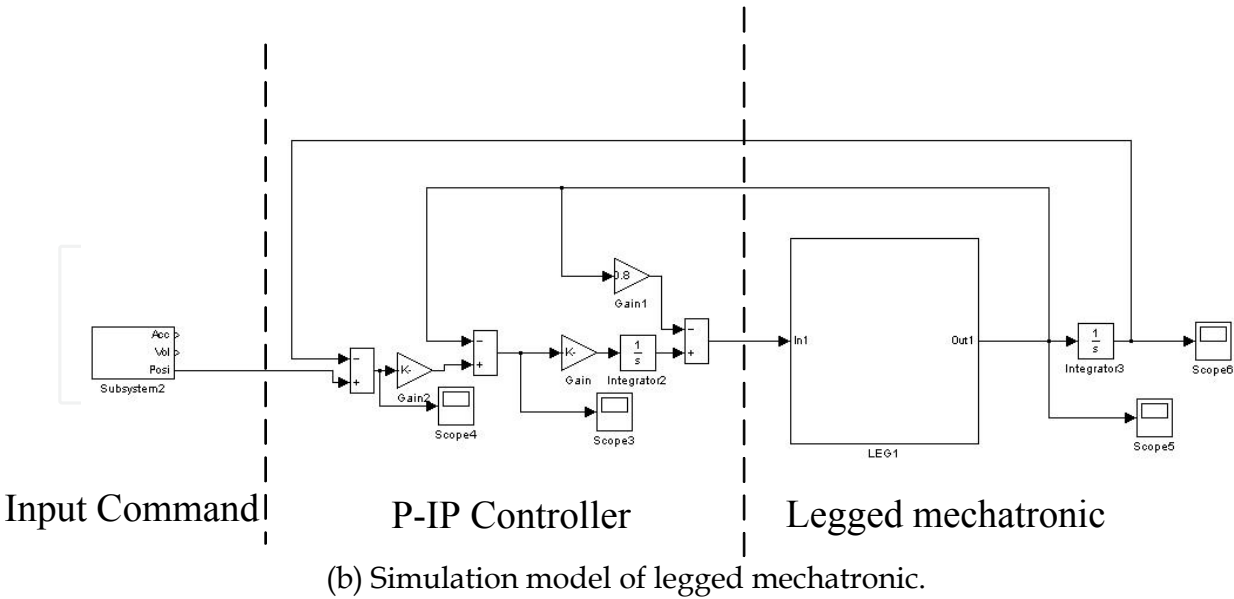 0.8
Gain1
Acc
Vol
Posi
Subsystem2
-
+
K-
Gain2
Scope4
-
+
K-
Gain
1
s
Integrator2
Scope3
-
+
In1
Out1
LEG1
1
s
Integrator3
Scope6
Scope5
Input Command
P-IP Controller
Legged mechatronic
(b) Simulation model of legged mechatronic.